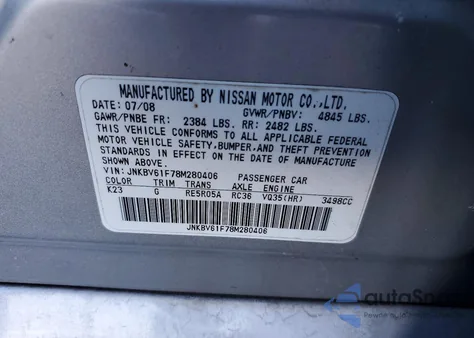 MANUFACTURED BY NISSAN MOTOR CO.,LTD.
DATE: 07/08 GVWR/PNBV: 4845 LBS.
GAWR/PNBE FR: 2384 LBS. RR: 2482 LBS.
THIS VEHICLE CONFORMS TO ALL APPLICABLE FEDERAL
MOTOR VEHICLE SAFETY, BUMPER, AND THEFT PREVENTION
STANDARDS IN EFFECT ON THE DATE OF MANUFACTURE
SHOWN ABOVE.
VIN: JNKBV61F78M280406 PASSENGER CAR
COLOR TRIM TRANS AXLE ENGINE
K23 G RE5R05A RC36 VQ35(HR) 3498CC
JNKBV61F78M280406